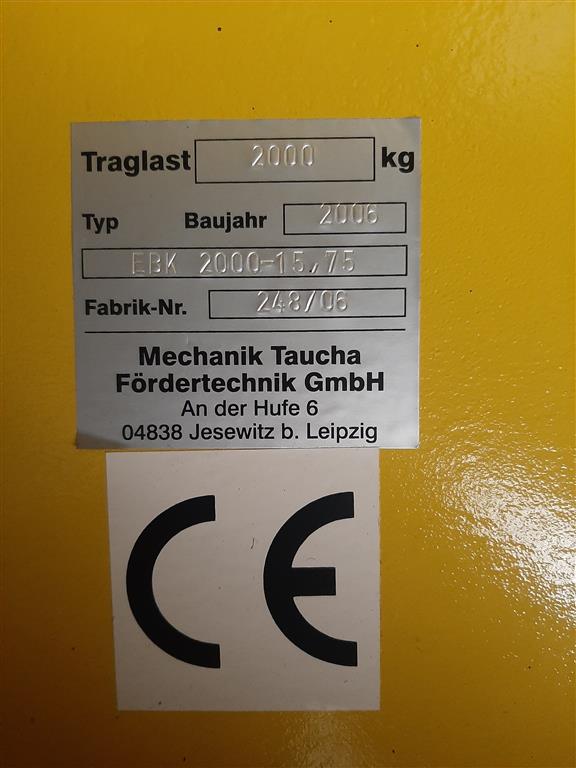 Traglast 2000 kg
Typ Baujahr 2006
EBK 2000-15,75
Fabrik-Nr. 248/06
Mechanik Taucha
Fördertechnik GmbH
An der Hufe 6
04838 Jesewitz b. Leipzig
CE